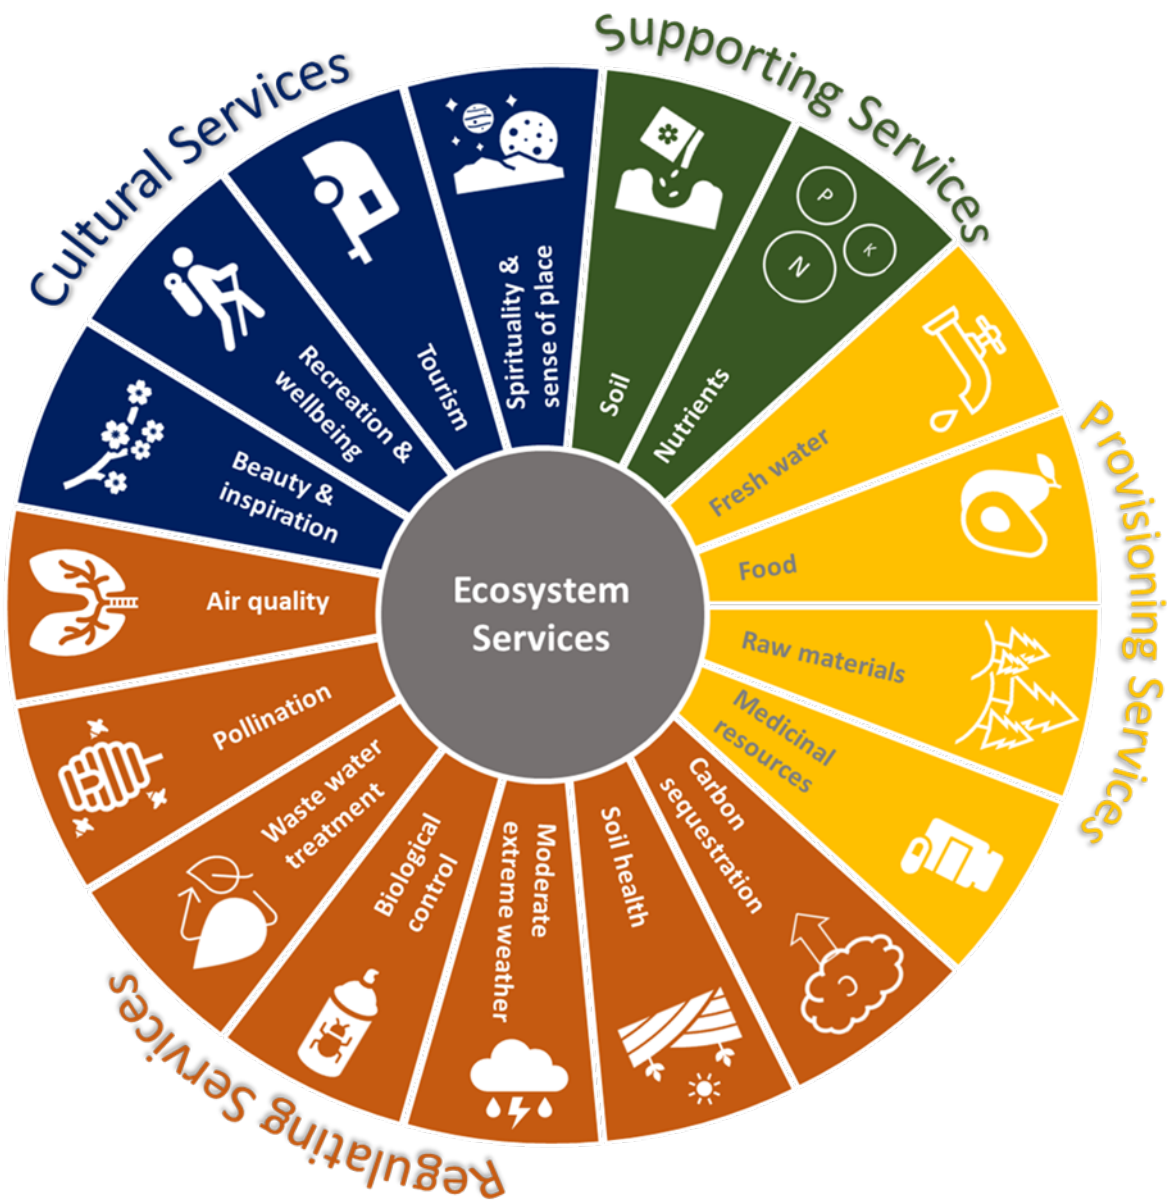 Supporting Services
Soil
Nutrients
P
K
N
Provisioning Services
Fresh water
Food
Raw materials
Medicinal
resources
Regulating Services
Carbon
sequestration
C
Soil health
Moderate
extreme weather
Biological
control
Waste water
treatment
Pollination
Air quality
Cultural Services
Beauty &
inspiration
Recreation &
wellbeing
Tourism
Spirituality &
sense of place
Ecosystem
Services